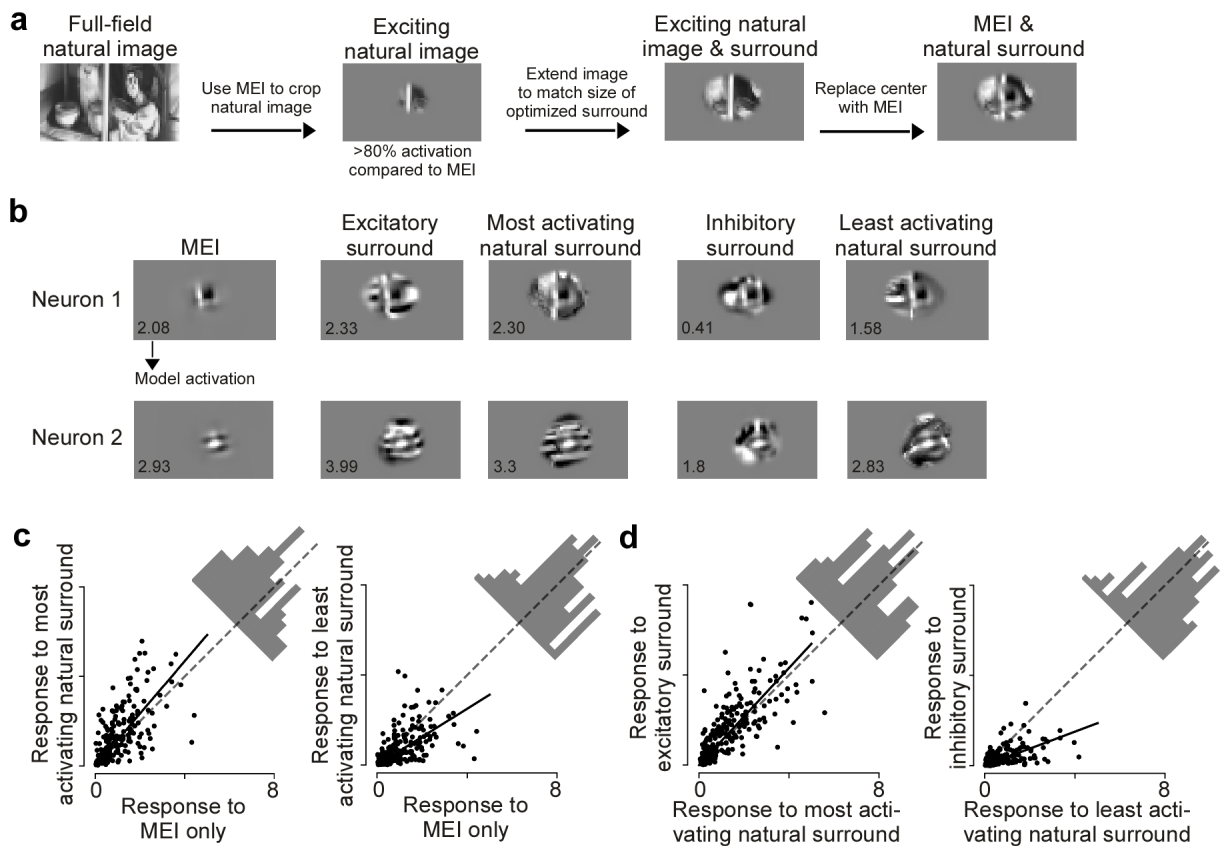 a
Full-field
natural image
Exciting
natural image
Exciting natural
image & surround
MEI &
natural surround
Use MEI to crop
natural image
Extend image
to match size of
optimized surround
Replace center
with MEI
>80% activation
compared to MEI
b
MEI
Excitatory
surround
Most activating
natural surround
Inhibitory
surround
Least activating
natural surround
Neuron 1
2.08
2.33
2.30
0.41
1.58
Model activation
Neuron 2
2.93
3.99
3.3
1.8
2.83
c
Response to most
activating natural surround
0
8
Response to
MEI only
Response to least
activating natural surround
0
8
Response to
MEI only
d
Response to
excitatory surround
0
8
Response to most acti-
vating natural surround
Response to
inhibitory surround
0
8
Response to least acti-
vating natural surround